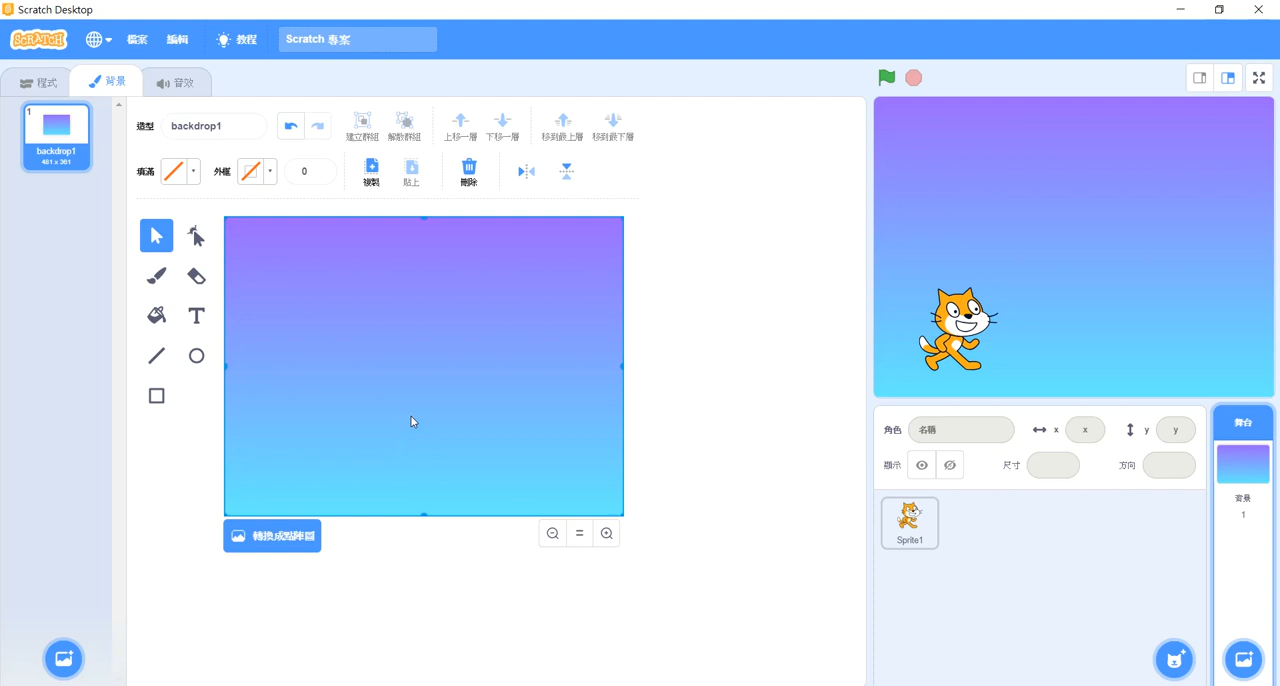 Scratch Desktop
SCRATCH 檔案 編輯 教程 Scratch 專案
程式 背景 音效
1
backdrop1
481 x 361
造型 backdrop1 建立群組 解散群組 上移一層 下移一層 移到最上層 移到最下層
填滿 外框 0 複製 貼上 刪除
T
轉換成點陣圖
角色 名稱 x x y y
顯示 尺寸 方向
Sprite1
舞台
背景
1